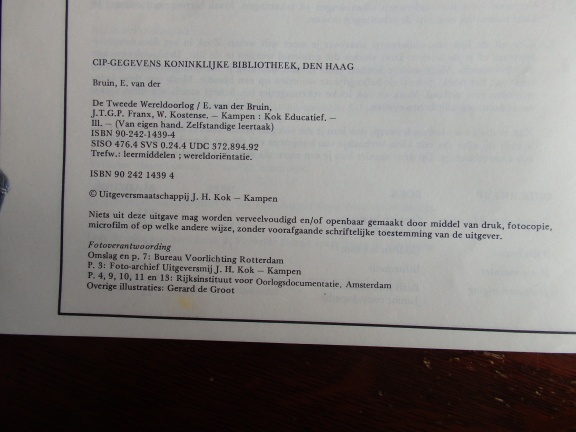 CIP-GEGEVENS KONINKLIJKE BIBLIOTHEEK, DEN HAAG
Bruin, E. van der
De Tweede Wereldoorlog / E. van der Bruin,
J.T.G.P. Franx, W. Kostense. — Kampen : Kok Educatief. —
Ill. — (Van eigen hand. Zelfstandige leertaak)
ISBN 90-242-1439-4
SISO 476.4 SVS 0.24.4 UDC 372.894.92
Trefw.: leermiddelen ; wereldoriëntatie.
ISBN 90 242 1439 4
© Uitgeversmaatschappij J. H. Kok — Kampen
Niets uit deze uitgave mag worden verveelvoudigd en/of openbaar gemaakt door middel van druk, fotocopie,
microfilm of op welke andere wijze, zonder voorafgaande schriftelijke toestemming van de uitgever.
Fotoverantwoording
Omslag en p. 7: Bureau Voorlichting Rotterdam
P. 3: Foto-archief Uitgeversmij J. H. Kok — Kampen
P. 4, 9, 10, 11 en 13: Rijksinstituut voor Oorlogsdocumentatie, Amsterdam
Overige illustraties: Gerard de Groot